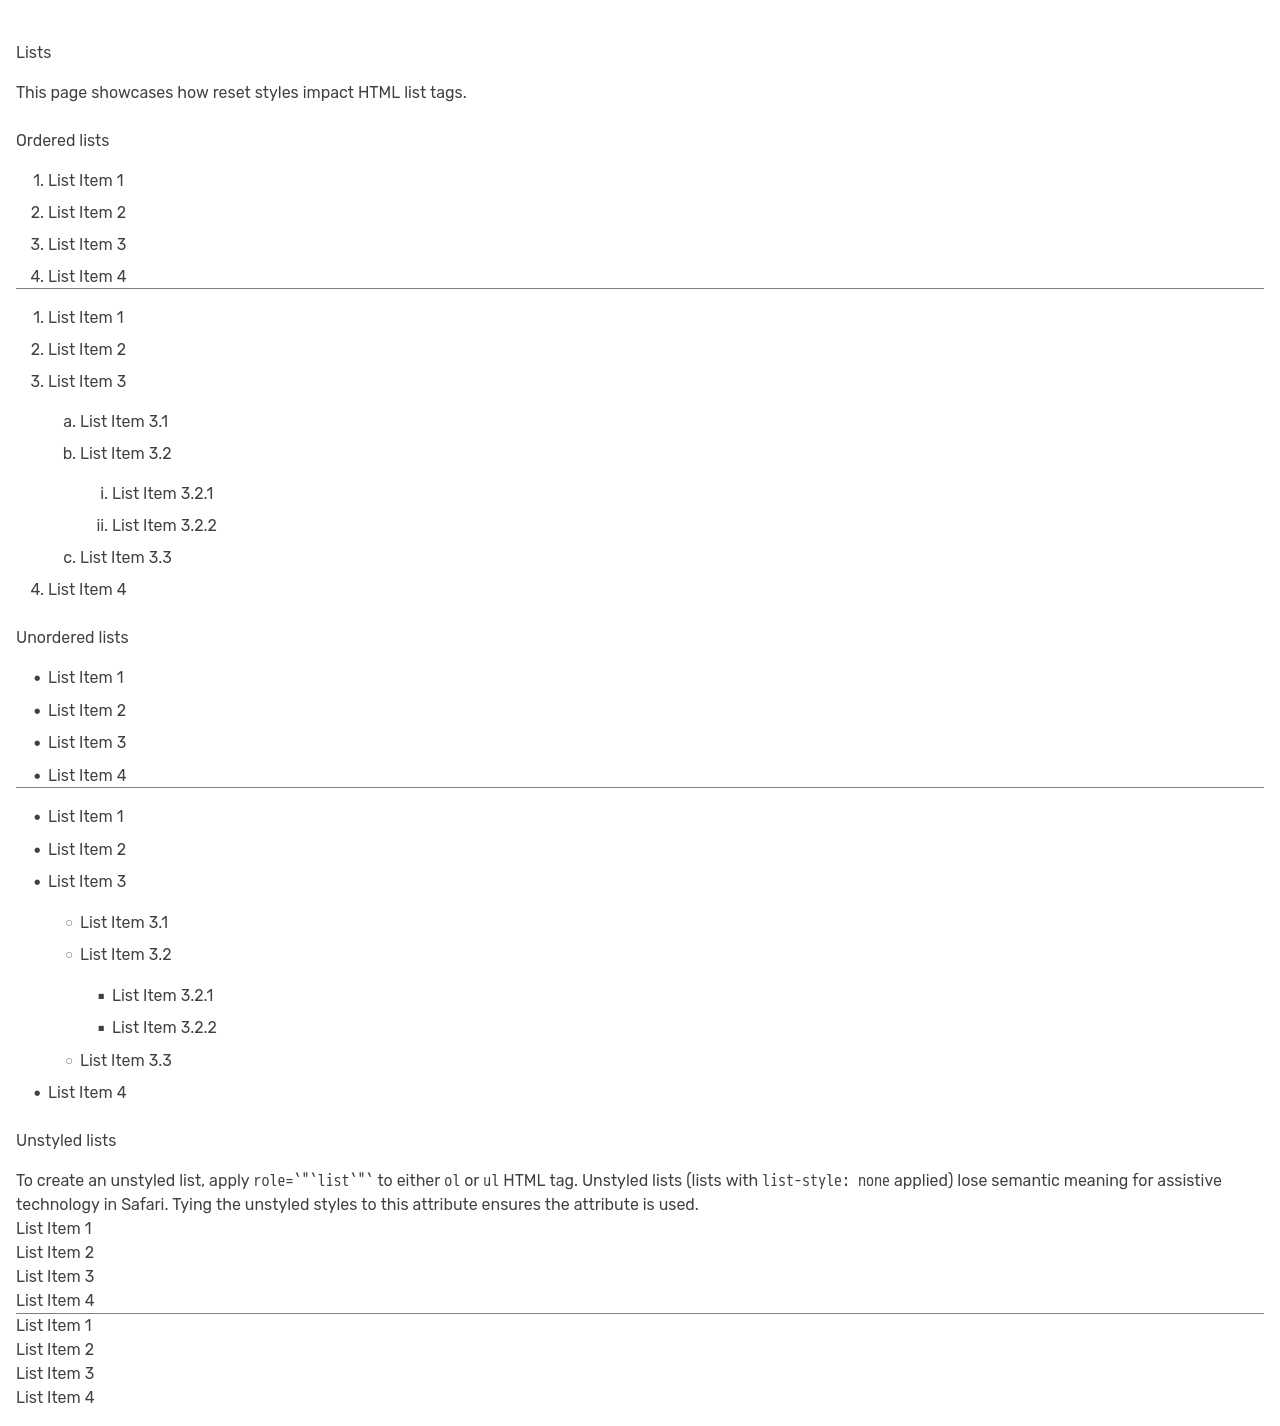 Lists
This page showcases how reset styles impact HTML list tags.
Ordered lists
1. List Item 1
2. List Item 2
3. List Item 3
4. List Item 4
1. List Item 1
2. List Item 2
3. List Item 3
a. List Item 3.1
b. List Item 3.2
i. List Item 3.2.1
ii. List Item 3.2.2
c. List Item 3.3
4. List Item 4
Unordered lists
• List Item 1
• List Item 2
• List Item 3
• List Item 4
• List Item 1
• List Item 2
• List Item 3
○ List Item 3.1
○ List Item 3.2
▪ List Item 3.2.1
▪ List Item 3.2.2
○ List Item 3.3
• List Item 4
Unstyled lists
To create an unstyled list, apply role=`"`list`"` to either ol or ul HTML tag. Unstyled lists (lists with list-style: none applied) lose semantic meaning for assistive
technology in Safari. Tying the unstyled styles to this attribute ensures the attribute is used.
List Item 1
List Item 2
List Item 3
List Item 4
List Item 1
List Item 2
List Item 3
List Item 4